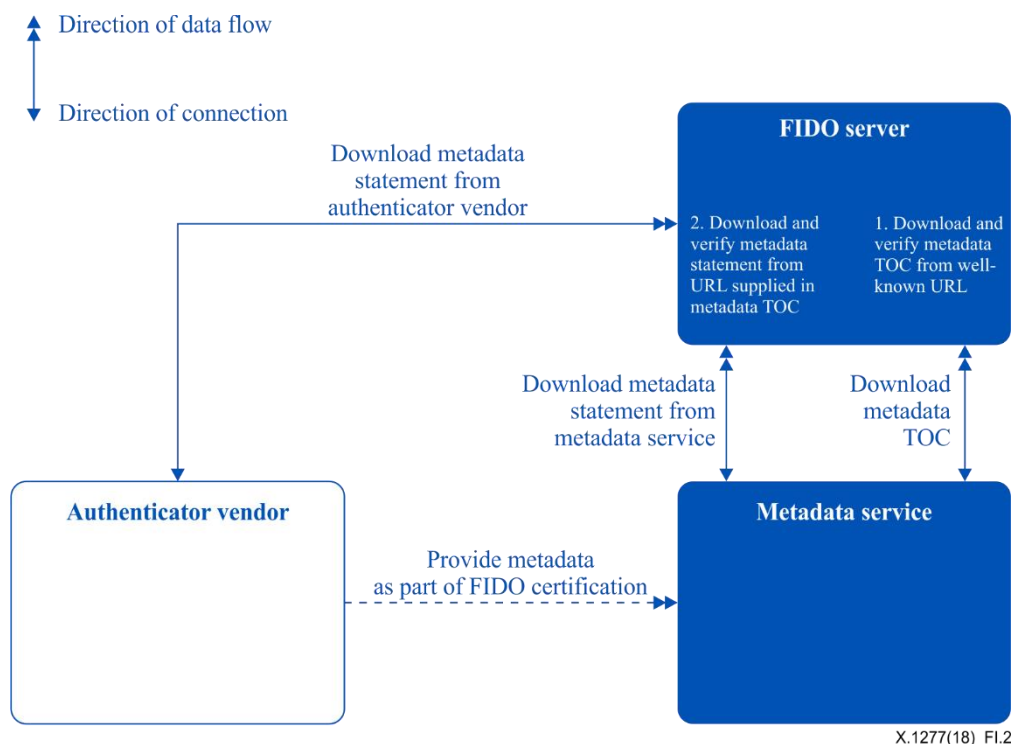 Direction of data flow
Direction of connection
FIDO server
Download metadata
statement from
authenticator vendor
2. Download and
verify metadata
statement from
URL supplied in
metadata TOC
1. Download and
verify metadata
TOC from well-
known URL
Download metadata
statement from
metadata service
Download
metadata
TOC
Authenticator vendor
Metadata service
Provide metadata
as part of FIDO certification
X.1277(18)_FI.2